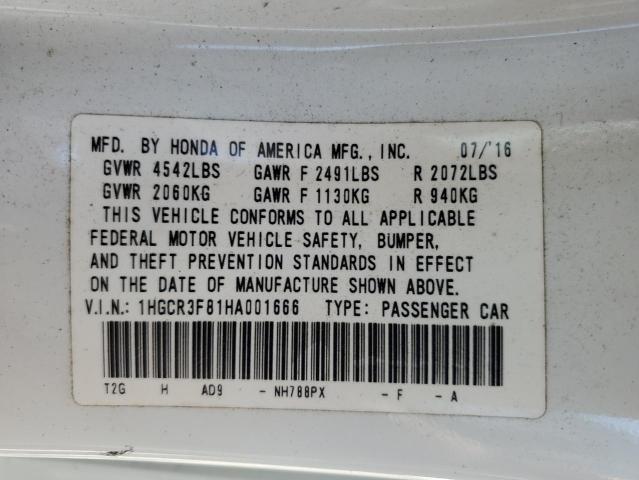 MFD. BY HONDA OF AMERICA MFG., INC. 07/'16
GVWR 4542LBS GAWR F 2491LBS R 2072LBS
GVWR 2060KG GAWR F 1130KG R 940KG
THIS VEHICLE CONFORMS TO ALL APPLICABLE
FEDERAL MOTOR VEHICLE SAFETY, BUMPER,
AND THEFT PREVENTION STANDARDS IN EFFECT
ON THE DATE OF MANUFACTURE SHOWN ABOVE.
V.I.N.: 1HGCR3F81HA001666 TYPE: PASSENGER CAR
T2G H AD9 - NH788PX - F - A